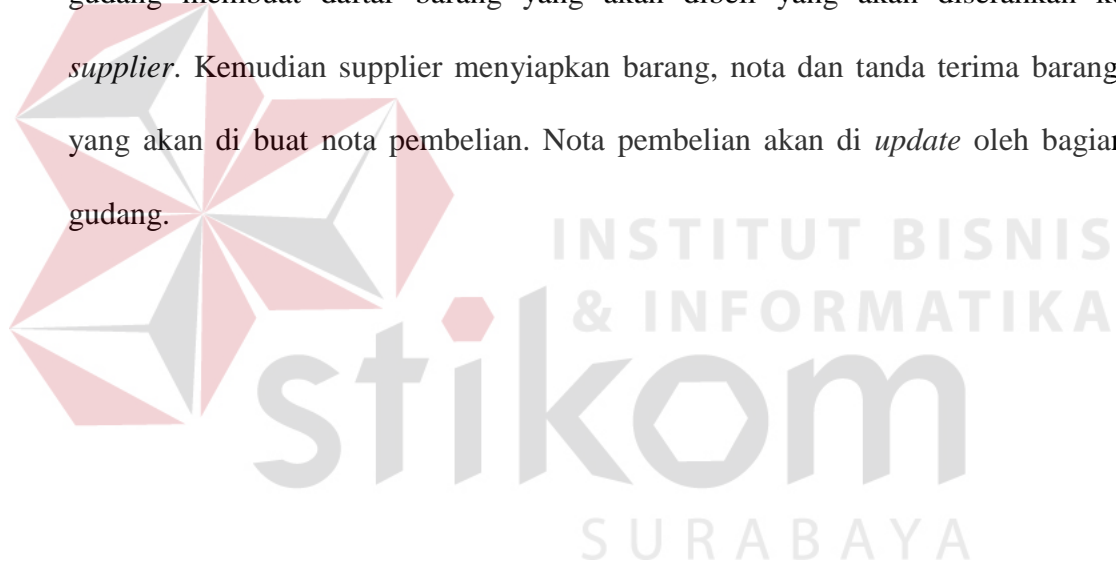 gudang membuat daftar barang yang akan dibeli yang akan diserahkan ke
supplier. Kemudian supplier menyiapkan barang, nota dan tanda terima barang
yang akan di buat nota pembelian. Nota pembelian akan di update oleh bagian
gudang.
INSTITUT BISNIS
& INFORMATIKA
stikom
SURABAYA